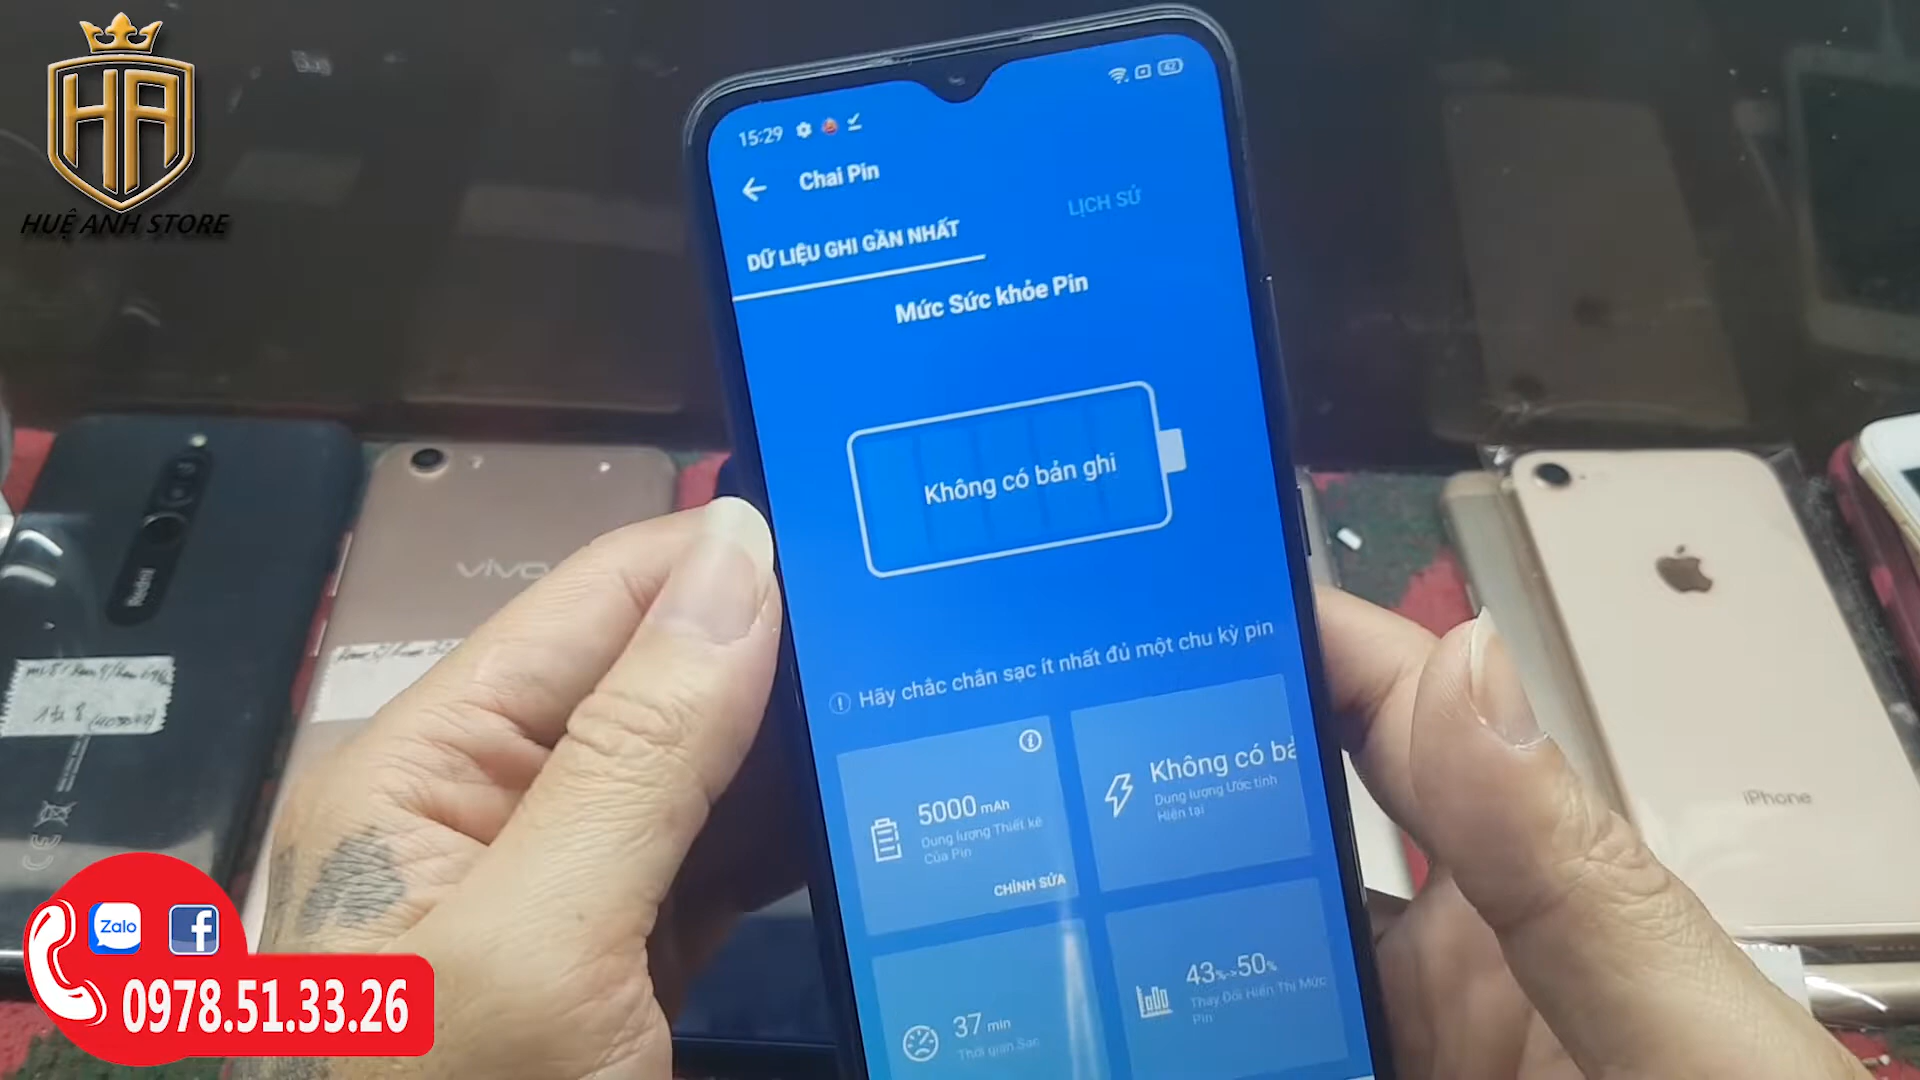 HA
HUỆ ANH STORE
15:29
42
Chai Pin
DỮ LIỆU GHI GẦN NHẤT
LỊCH SỬ
Mức Sức khỏe Pin
Không có bản ghi
Hãy chắc chắn sạc ít nhất đủ một chu kỳ pin
5000 mAh
Dung lượng Thiết kế
Của Pin
CHỈNH SỬA
Không có bả
Dung lượng Ước tính
Hiện tại
37 min
Thời gian Sạc
43%->50%
Thay Đổi Hiển Thị Mức
Pin
Redmi
vivo
iPhone
CE
Zalo
f
0978.51.33.26